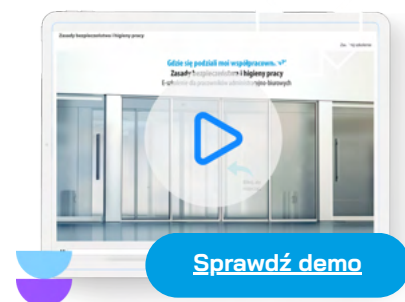 Zasady bezpieczeństwa i higieny pracy
Gdzie się podziali moi współpracown
Zasady bezpieczeństwa i higieny pracy
E-szkolenie dla pracowników administracyjno-biurowych
Sprawdź demo